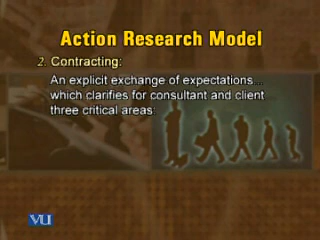 Action Research Model
2. Contracting:
An explicit exchange of expectations...
which clarifies for consultant and client
three critical areas:
VU